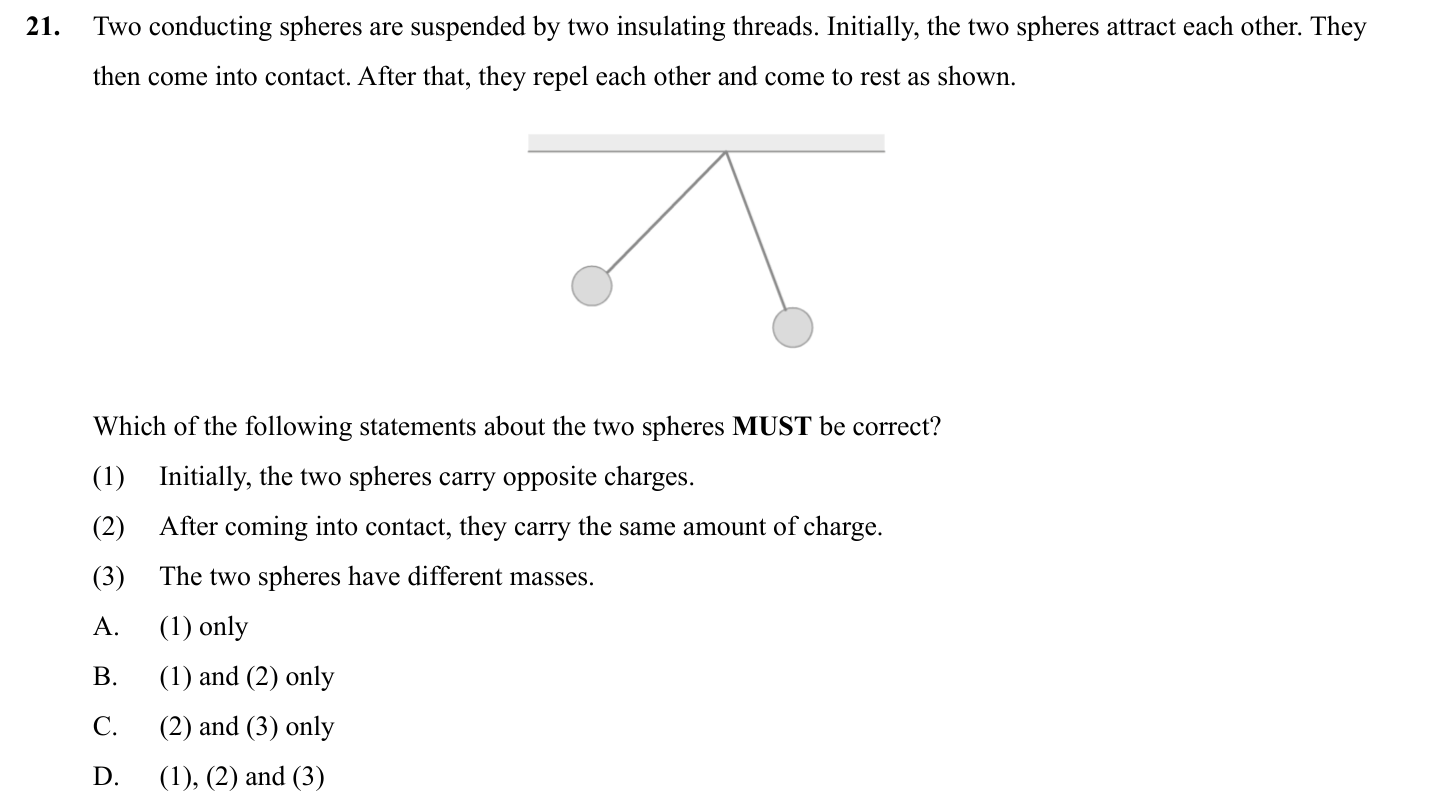 21. Two conducting spheres are suspended by two insulating threads. Initially, the two spheres attract each other. They
then come into contact. After that, they repel each other and come to rest as shown.
Which of the following statements about the two spheres MUST be correct?
(1) Initially, the two spheres carry opposite charges.
(2) After coming into contact, they carry the same amount of charge.
(3) The two spheres have different masses.
A. (1) only
B. (1) and (2) only
C. (2) and (3) only
D. (1), (2) and (3)